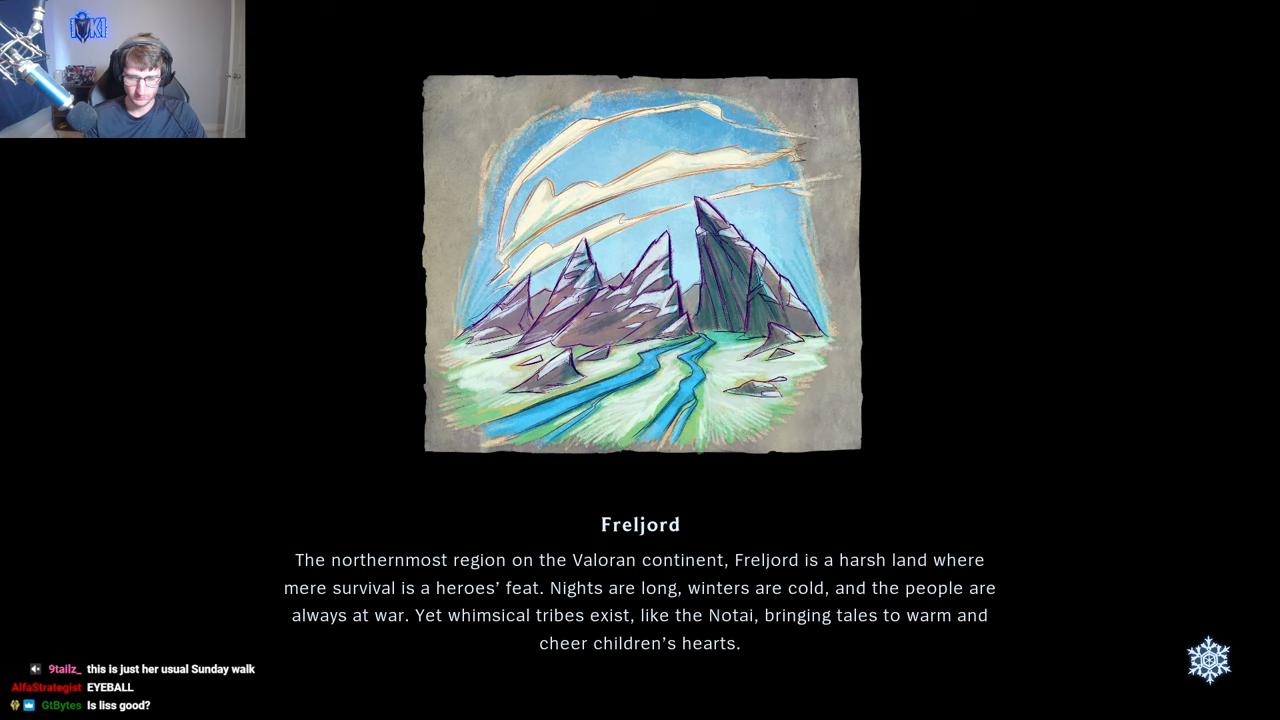 Freljord
The northernmost region on the Valoran continent, Freljord is a harsh land where
mere survival is a heroes’ feat. Nights are long, winters are cold, and the people are
always at war. Yet whimsical tribes exist, like the Notai, bringing tales to warm and
cheer children’s hearts.
9tailz_ this is just her usual Sunday walk
AlfaStrategist EYEBALL
GtBytes Is liss good?